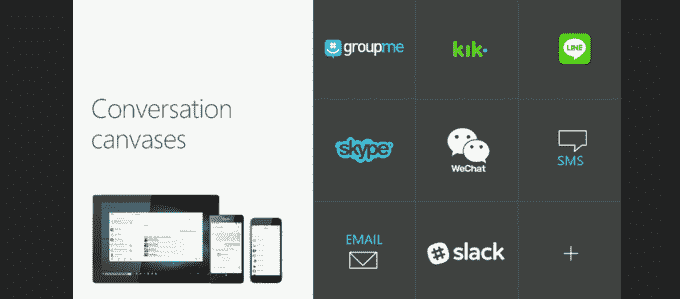 Conversation
canvases
groupme
kik·
LINE
skype
WeChat
SMS
EMAIL
slack
+